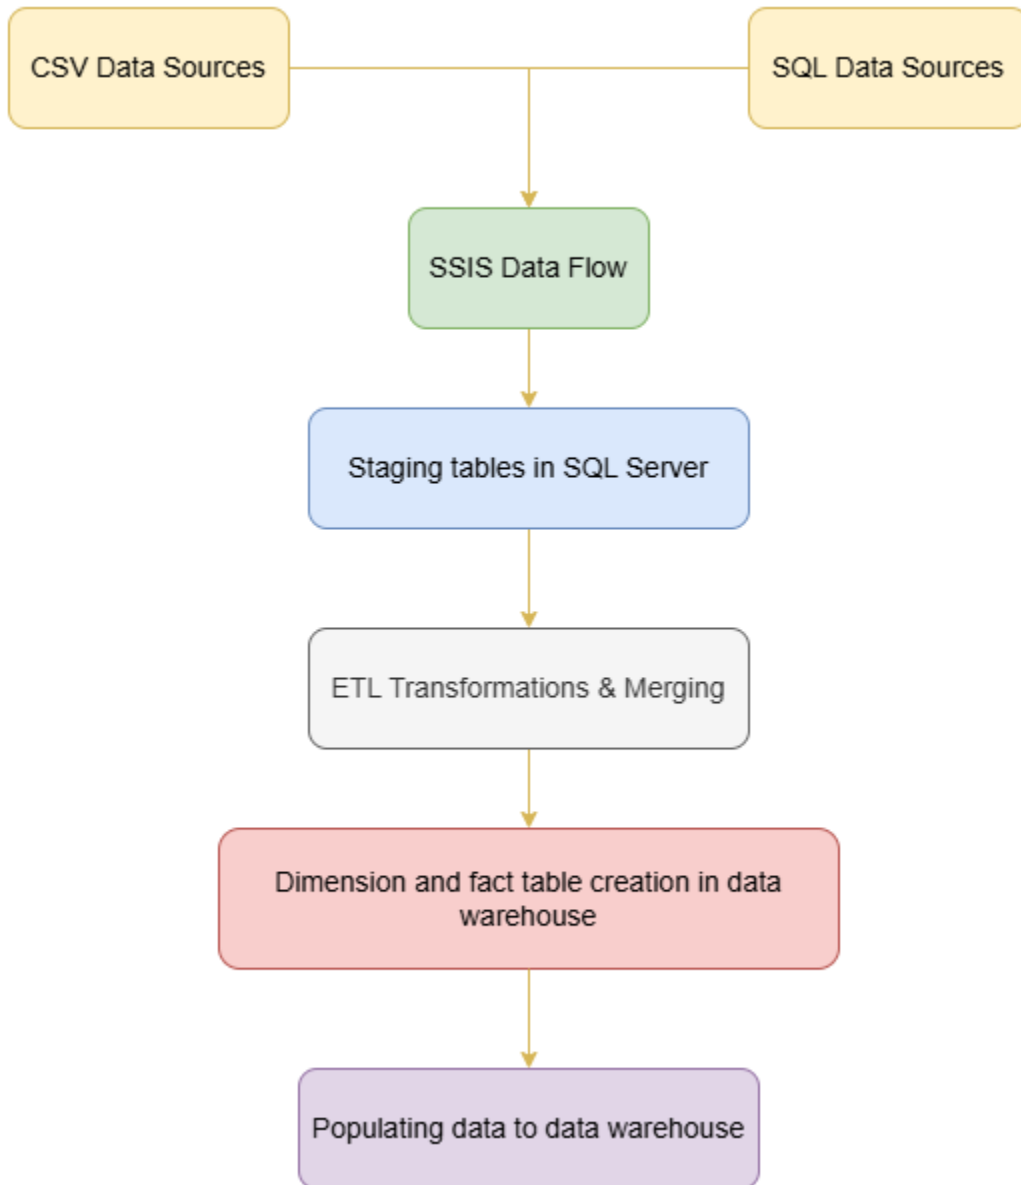 CSV Data Sources
SQL Data Sources
SSIS Data Flow
Staging tables in SQL Server
ETL Transformations & Merging
Dimension and fact table creation in data
warehouse
Populating data to data warehouse